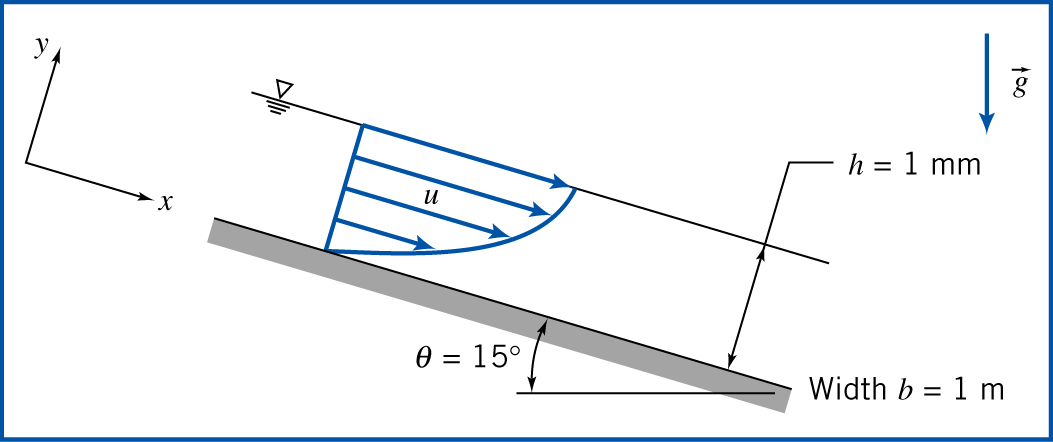 y
x
u
g⃗
h = 1 mm
θ = 15°
Width b = 1 m